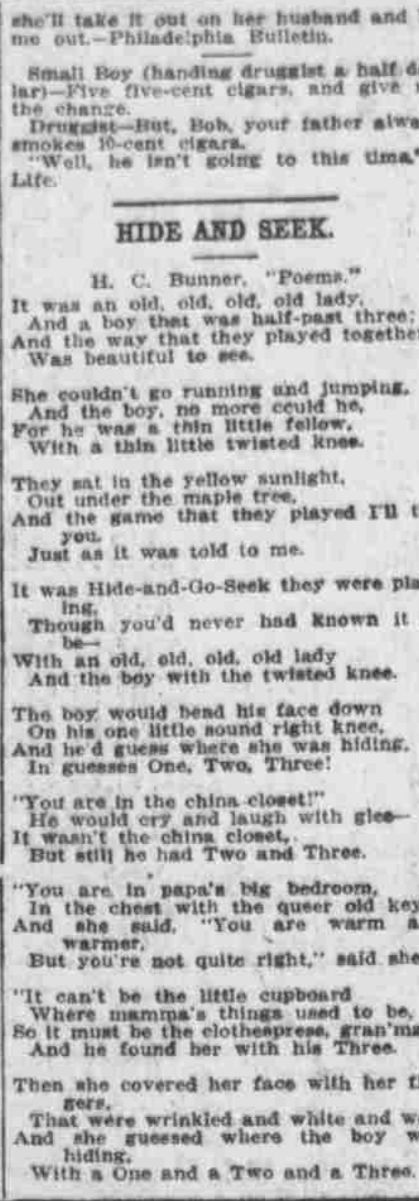 she'll take it out on her husband and
me out.—Philadelphia Bulletin.
Small Boy (handing druggist a half d
lar)—Five five-cent cigars, and give
the change.
Druggist—But, Bob, your father alwa
smokes 10-cent cigars.
"Well, he isn't going to this time."
Life.
HIDE AND SEEK.
H. C. Bunner, "Poems."
It was an old, old, old, old lady,
And a boy that was half-past three;
And the way that they played together
Was beautiful to see.
She couldn't go running and jumping,
And the boy, no more could he,
For he was a thin little fellow,
With a thin little twisted knee.
They sat in the yellow sunlight,
Out under the maple tree,
And the game that they played I'll t
you.
Just as it was told to me.
It was Hide-and-Go-Seek they were pla
ing,
Though you'd never had known it
be—
With an old, old, old, old lady
And the boy with the twisted knee.
The boy would bend his face down
On his one little sound right knee,
And he'd guess where she was hiding,
In guesses One, Two, Three!
"You are in the china closet!"
He would cry and laugh with glee—
It wasn't the china closet,
But still he had Two and Three.
"You are in papa's big bedroom,
In the chest with the queer old key
And she said, "You are warm a
warmer,
But you're not quite right," said she
"It can't be the little cupboard
Where mamma's things used to be,
So it must be the clothespress, gran'ma
And he found her with his Three.
Then she covered her face with her f
gers,
That were wrinkled and white and w
And she guessed where the boy w
hiding,
With a One and a Two and a Three.